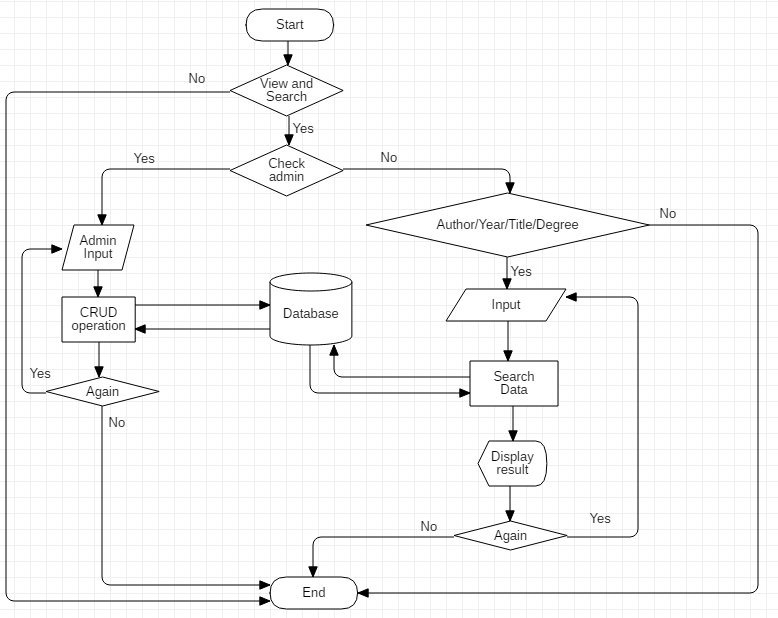 Start
No
View and
Search
Yes
Check
admin
Yes
No
Author/Year/Title/Degree
No
Admin
Input
Yes
CRUD
operation
Database
Input
Search
Data
Yes
Again
No
Display
result
Again
Yes
No
End